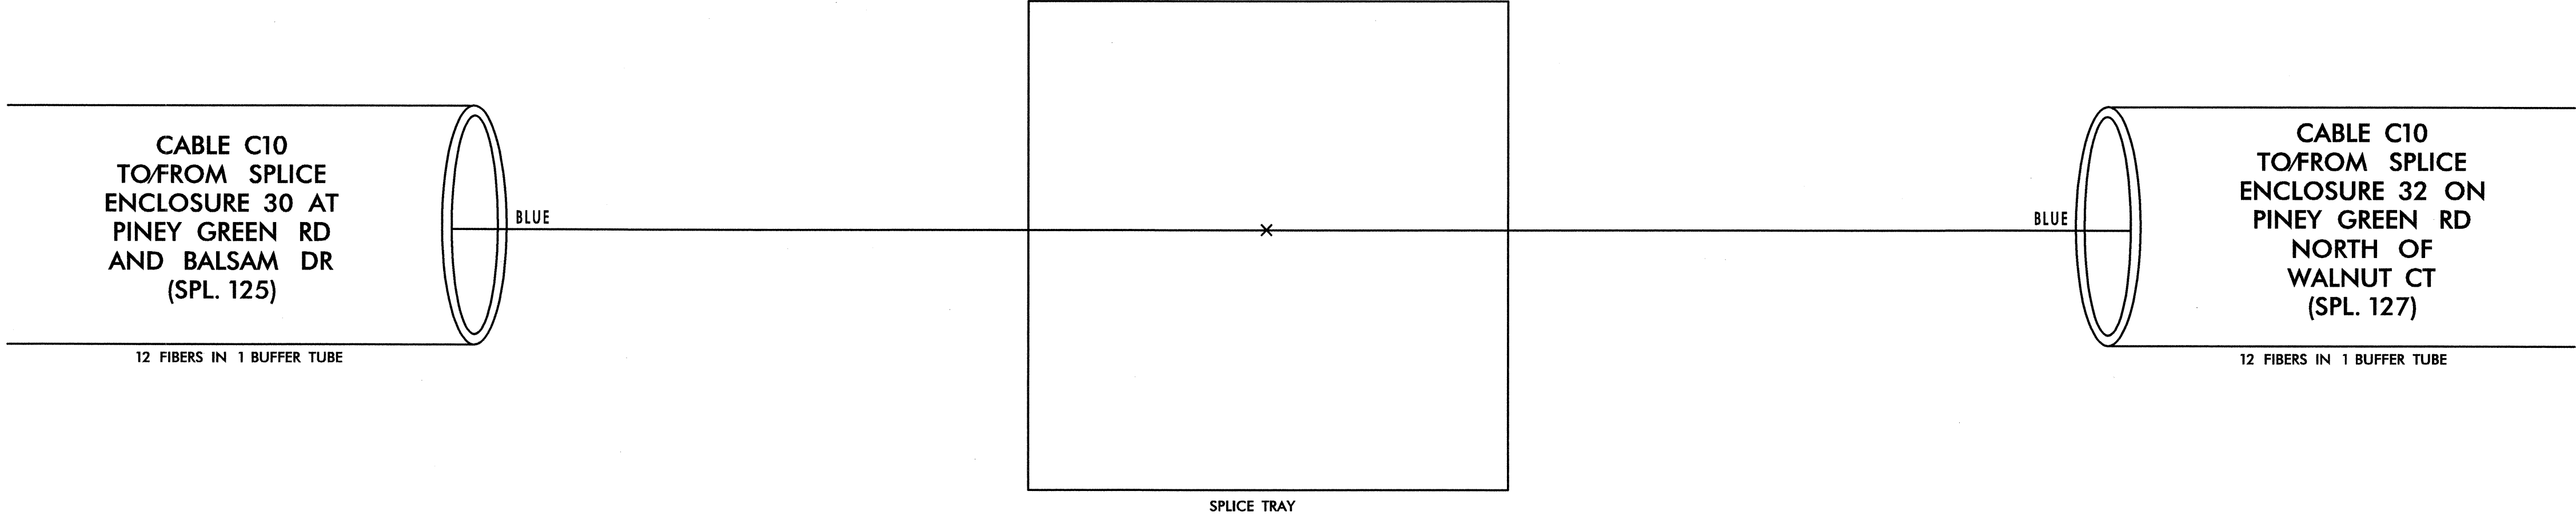 CABLE C10
TO/FROM SPLICE
ENCLOSURE 30 AT
PINEY GREEN RD
AND BALSAM DR
(SPL. 125)
12 FIBERS IN 1 BUFFER TUBE
BLUE
SPLICE TRAY
BLUE
CABLE C10
TO/FROM SPLICE
ENCLOSURE 32 ON
PINEY GREEN RD
NORTH OF
WALNUT CT
(SPL. 127)
12 FIBERS IN 1 BUFFER TUBE